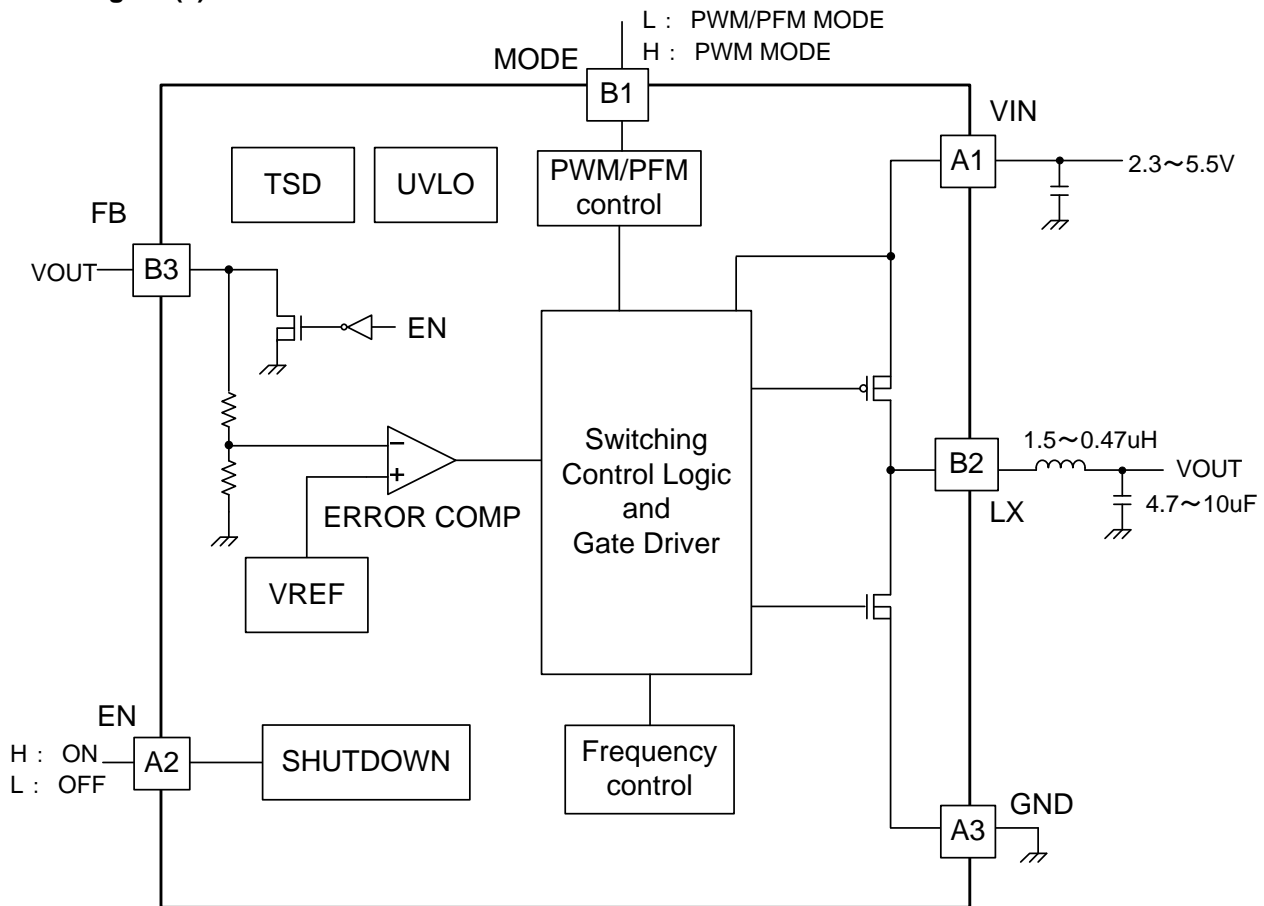 L : PWM/PFM MODE
H : PWM MODE
MODE
B1
VIN
A1
2.3~5.5V
TSD
UVLO
PWM/PFM
control
FB
VOUT
B3
EN
Switching
Control Logic
and
Gate Driver
ERROR COMP
VREF
B2
LX
1.5~0.47uH
VOUT
4.7~10uF
EN
H : ON
L : OFF
A2
SHUTDOWN
Frequency
control
GND
A3